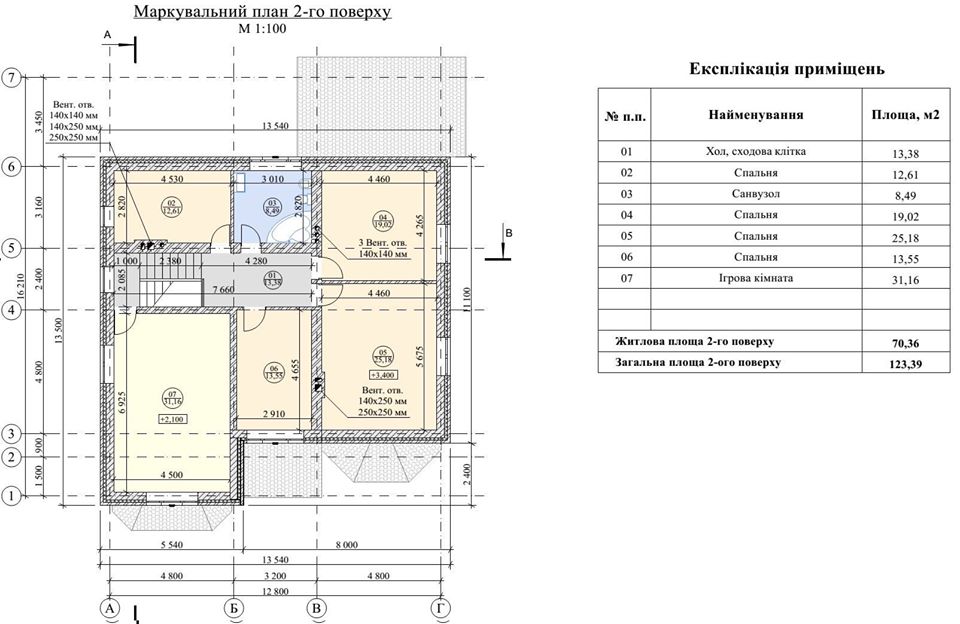 Маркувальний план 2-го поверху
М 1:100
А
7
3 450
Вент. отв.
140х140 мм
140х250 мм
250х250 мм
13 540
6
4 530
3 010
4 460
3 160
2 820
02
12,61
03
8,49
2,820
04
19,02
4 265
3 Вент. отв.
140х140 мм
В
5
1 000
2 380
4 280
01
13,38
16 210
2 400
2 085
7 660
4 460
11 100
4
13 500
4 800
07
31,16
+2,100
6 925
06
13,55
4 655
05
25,18
+3,400
5 675
Вент. отв.
140х250 мм
250х250 мм
2 910
3
900
2
4 500
1 500
2 400
1
5 540
8 000
13 540
4 800
3 200
4 800
12 800
А
Б
В
Г
Експлікація приміщень
№ п.п. Найменування Площа, м2
01 Хол, сходова клітка 13,38
02 Спальня 12,61
03 Санвузол 8,49
04 Спальня 19,02
05 Спальня 25,18
06 Спальня 13,55
07 Ігрова кімната 31,16
Житлова площа 2-го поверху 70,36
Загальна площа 2-ого поверху 123,39